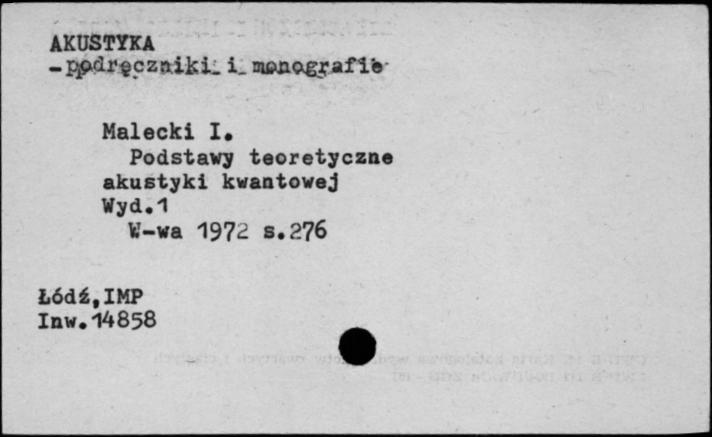 AKUSTYKA
- podręczniki i monografie
Malecki I.
Podstawy teoretyczne
akustyki kwantowej
Wyd.1
W-wa 1972 s.276
Łódź,IMP
Inw.14858